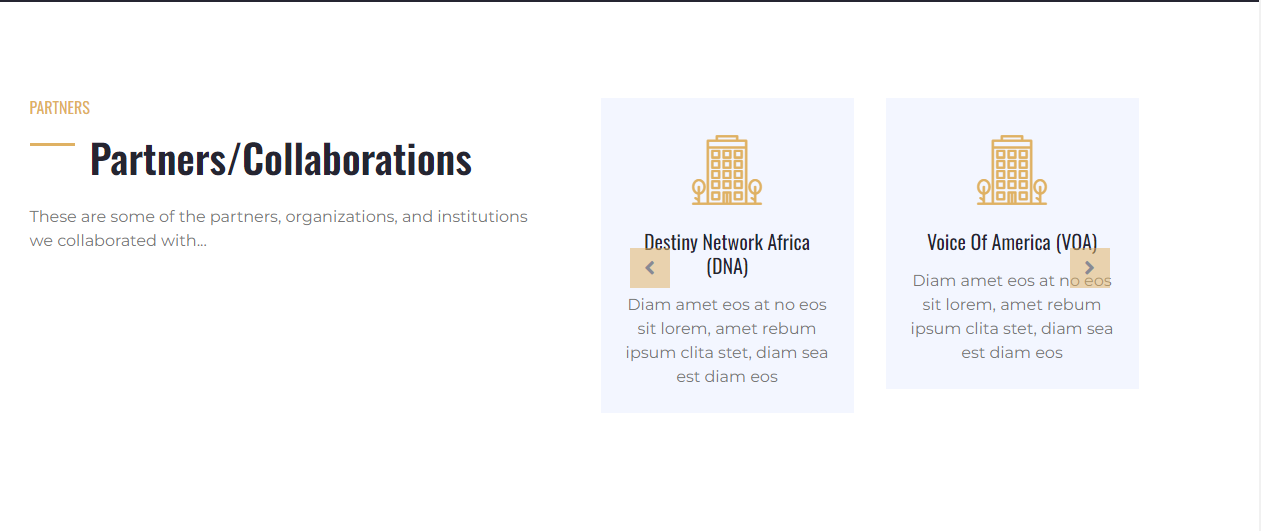 PARTNERS
Partners/Collaborations
These are some of the partners, organizations, and institutions
we collaborated with...
Destiny Network Africa
(DNA)
Diam amet eos at no eos
sit lorem, amet rebum
ipsum clita stet, diam sea
est diam eos
Voice Of America (VOA)
Diam amet eos at no eos
sit lorem, amet rebum
ipsum clita stet, diam sea
est diam eos